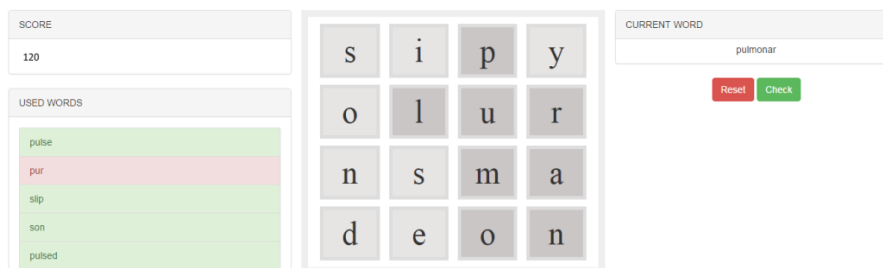 SCORE
120
USED WORDS
pulse
pur
slip
son
pulsed
s i p y
o l u r
n s m a
d e o n
CURRENT WORD
pulmonar
Reset Check